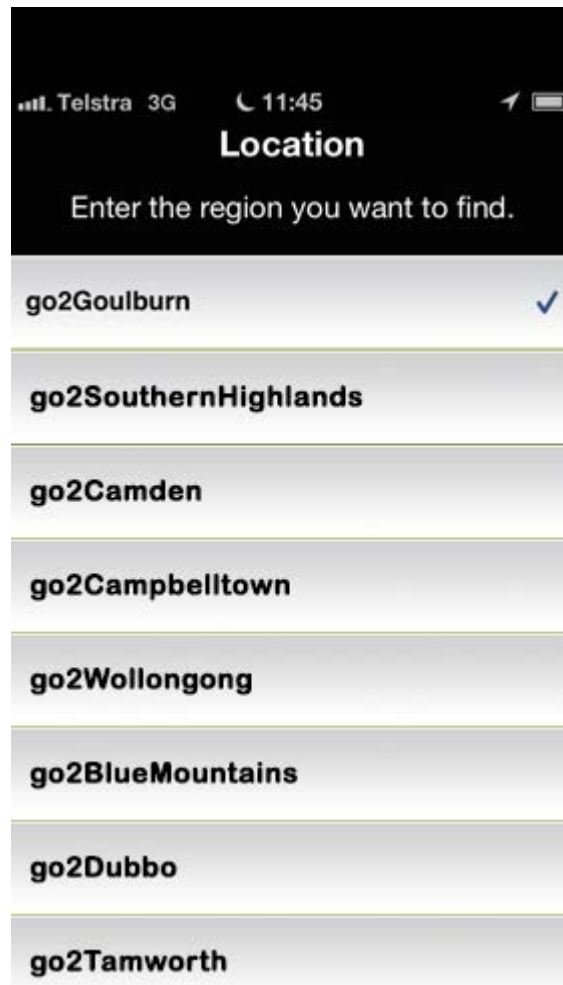 Telstra 3G 11:45
Location
Enter the region you want to find.
go2Goulburn
go2SouthernHighlands
go2Camden
go2Campbelltown
go2Wollongong
go2BlueMountains
go2Dubbo
go2Tamworth